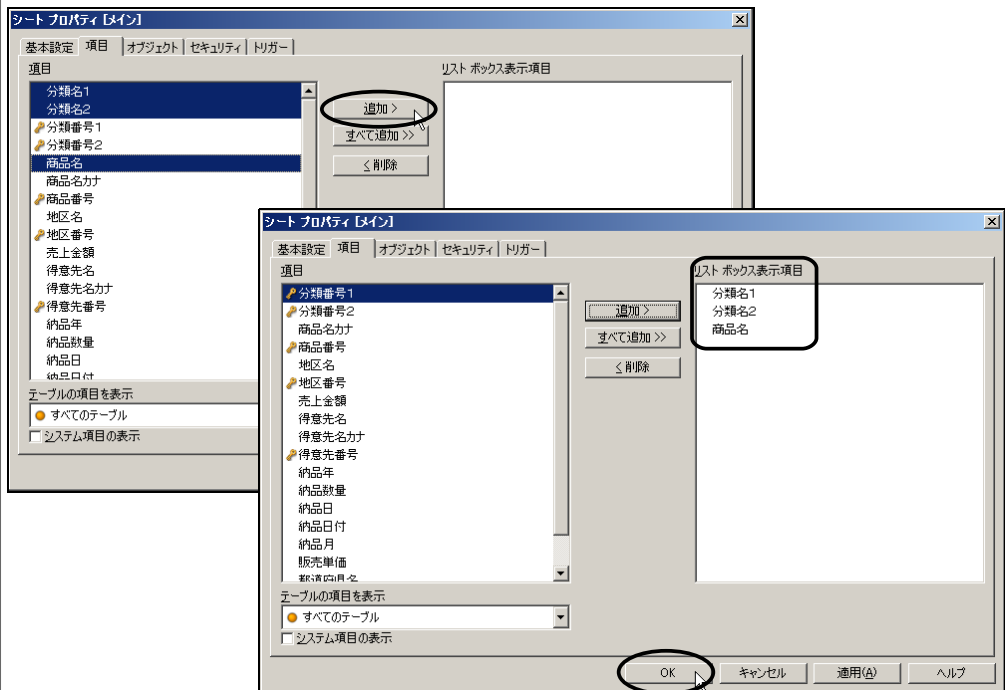 シート プロパティ [メイン]
基本設定 項目 オブジェクト セキュリティ トリガー
項目
分類名1
分類名2
分類番号1
分類番号2
商品名
商品名カナ
商品番号
地区名
地区番号
売上金額
得意先名
得意先名カナ
得意先番号
納品年
納品数量
納品日
納品日付
テーブルの項目を表示
すべてのテーブル
システム項目の表示
追加 >
すべて追加 >>
< 削除
リスト ボックス表示項目
シート プロパティ [メイン]
基本設定 項目 オブジェクト セキュリティ トリガー
項目
分類番号1
分類番号2
商品名カナ
商品番号
地区名
地区番号
売上金額
得意先名
得意先名カナ
得意先番号
納品年
納品数量
納品日
納品日付
納品月
販売単価
都道府県名
テーブルの項目を表示
すべてのテーブル
システム項目の表示
追加 >
すべて追加 >>
< 削除
リスト ボックス表示項目
分類名1
分類名2
商品名
OK キャンセル 適用(A) ヘルプ